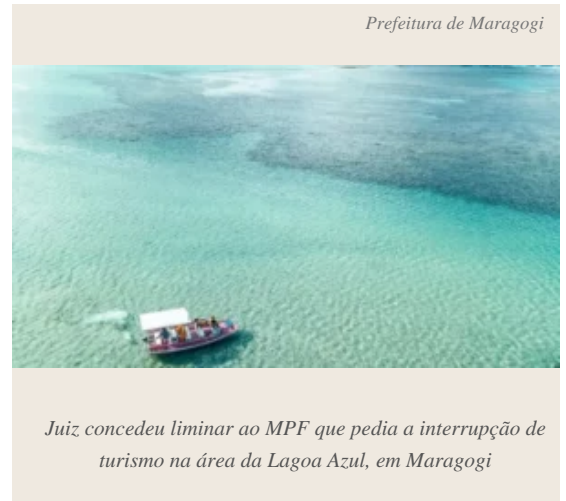 Prefeitura de Maragogi
Juiz concedeu liminar ao MPF que pedia a interrupção de
turismo na área da Lagoa Azul, em Maragogi